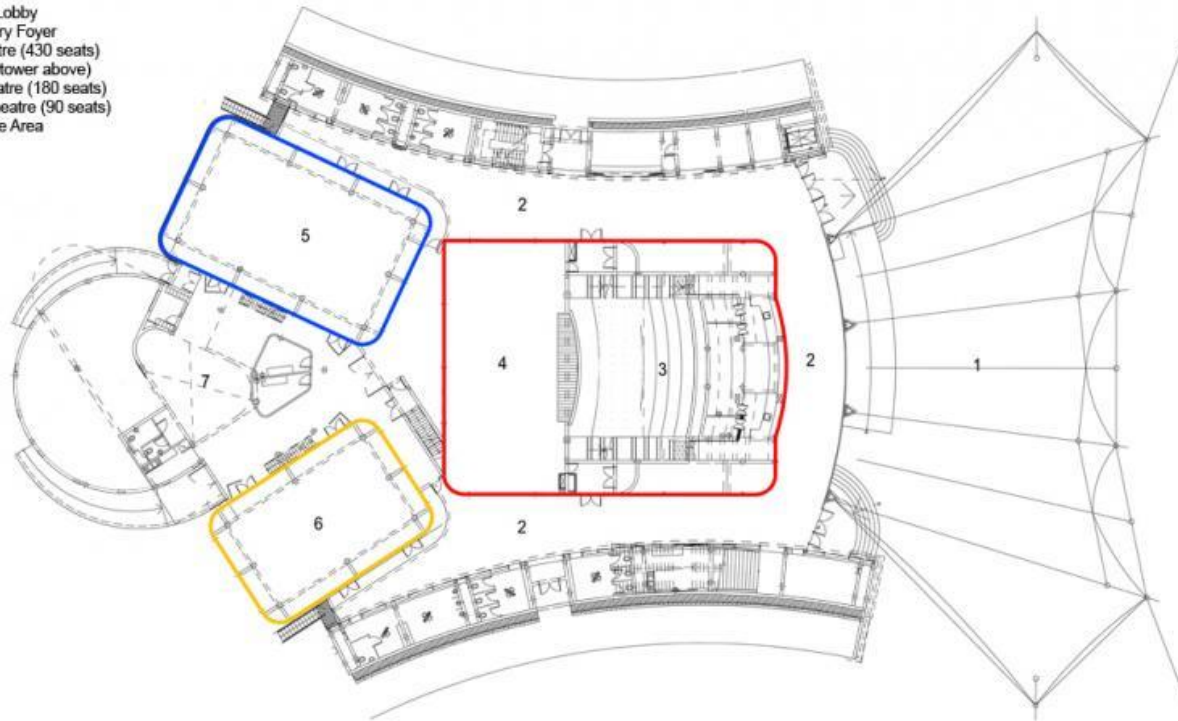 Lobby
ry Foyer
tre (430 seats)
tower above)
atre (180 seats)
eatre (90 seats)
e Area
2
5
4
3
2
1
7
6
2